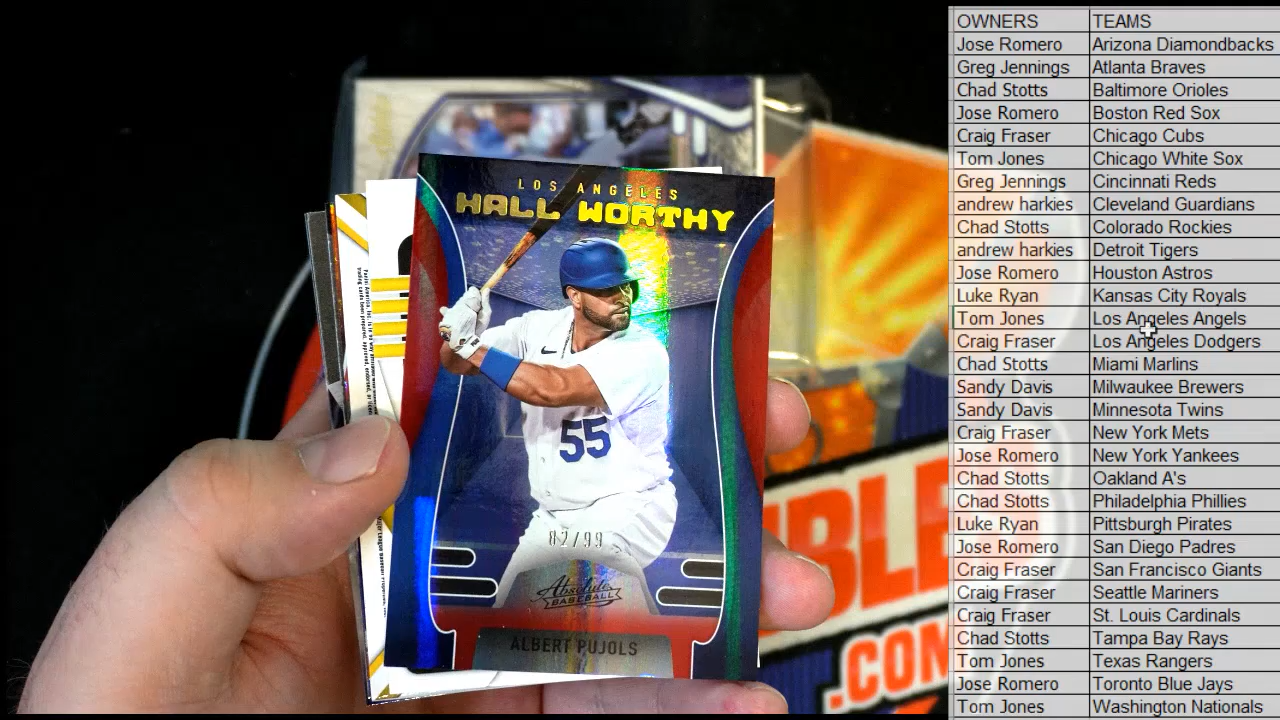 LOS ANGELES
HALL WORTHY
55
82/99
Absolute
BASEBALL
ALBERT PUJOLS
.COM
OWNERS TEAMS
Jose Romero Arizona Diamondbacks
Greg Jennings Atlanta Braves
Chad Stotts Baltimore Orioles
Jose Romero Boston Red Sox
Craig Fraser Chicago Cubs
Tom Jones Chicago White Sox
Greg Jennings Cincinnati Reds
andrew harkies Cleveland Guardians
Chad Stotts Colorado Rockies
andrew harkies Detroit Tigers
Jose Romero Houston Astros
Luke Ryan Kansas City Royals
Tom Jones Los Angeles Angels
Craig Fraser Los Angeles Dodgers
Chad Stotts Miami Marlins
Sandy Davis Milwaukee Brewers
Sandy Davis Minnesota Twins
Craig Fraser New York Mets
Jose Romero New York Yankees
Chad Stotts Oakland A's
Chad Stotts Philadelphia Phillies
Luke Ryan Pittsburgh Pirates
Jose Romero San Diego Padres
Craig Fraser San Francisco Giants
Craig Fraser Seattle Mariners
Craig Fraser St. Louis Cardinals
Chad Stotts Tampa Bay Rays
Tom Jones Texas Rangers
Jose Romero Toronto Blue Jays
Tom Jones Washington Nationals